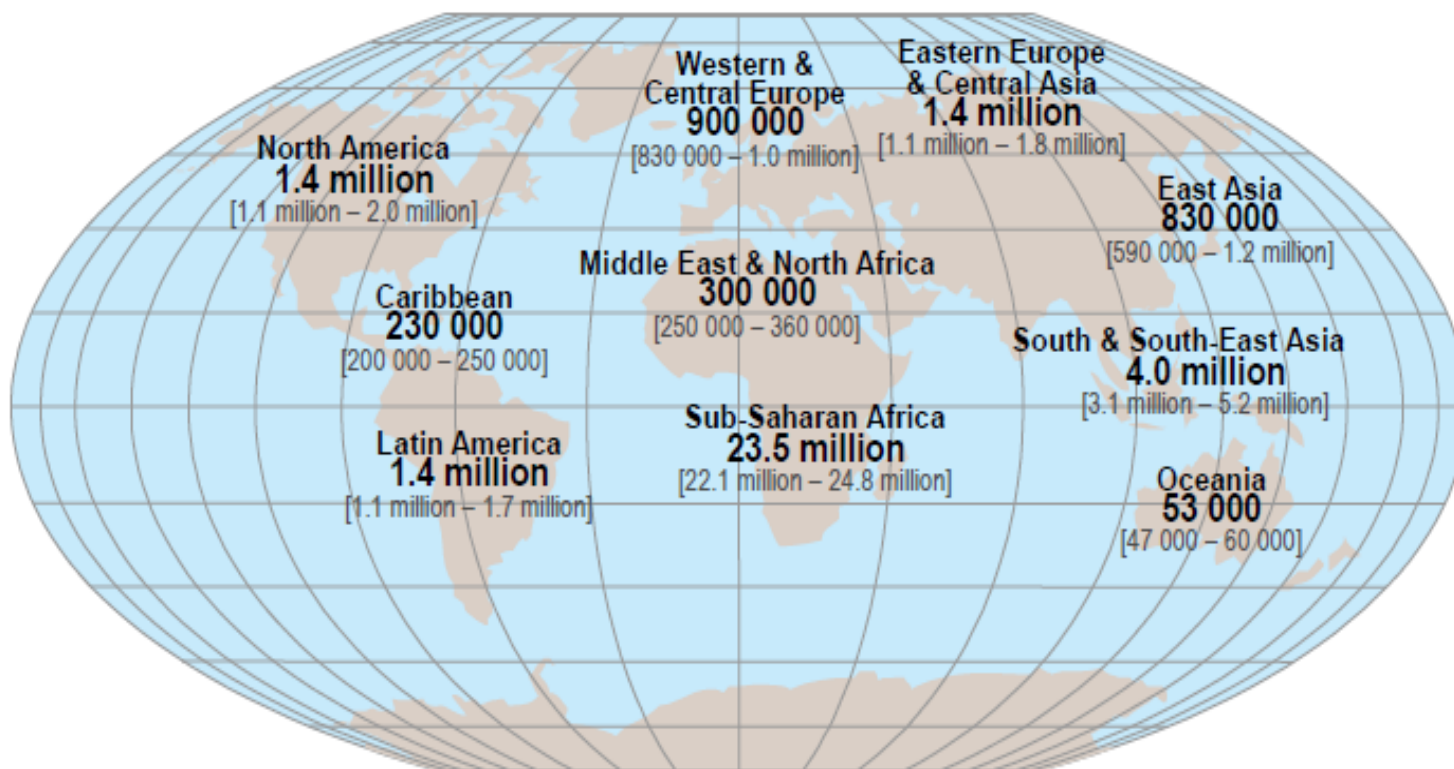 Western &
Central Europe
900 000
[830 000 – 1.0 million]
Eastern Europe
& Central Asia
1.4 million
[1.1 million – 1.8 million]
North America
1.4 million
[1.1 million – 2.0 million]
East Asia
830 000
[590 000 – 1.2 million]
Middle East & North Africa
300 000
[250 000 – 360 000]
Caribbean
230 000
[200 000 – 250 000]
South & South-East Asia
4.0 million
[3.1 million – 5.2 million]
Sub-Saharan Africa
23.5 million
[22.1 million – 24.8 million]
Latin America
1.4 million
[1.1 million – 1.7 million]
Oceania
53 000
[47 000 – 60 000]